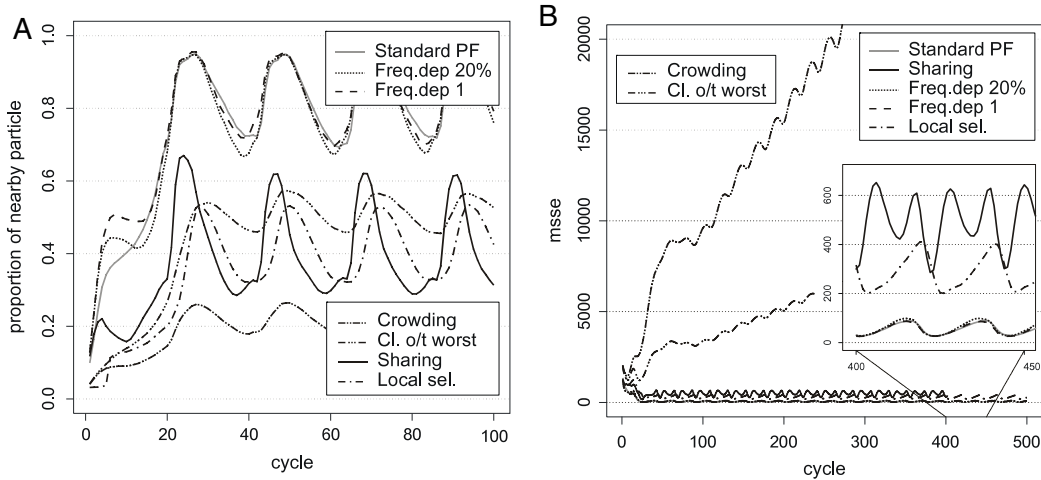 A
proportion of nearby particle
1.0
0.8
0.6
0.4
0.2
0.0
Standard PF
Freq.dep 20%
Freq.dep 1
Crowding
Cl. o/t worst
Sharing
Local sel.
0 20 40 60 80 100
cycle
B
msse
20000
15000
10000
5000
0
Crowding
Cl. o/t worst
Standard PF
Sharing
Freq.dep 20%
Freq.dep 1
Local sel.
600
400
200
0
400 450
0 100 200 300 400 500
cycle